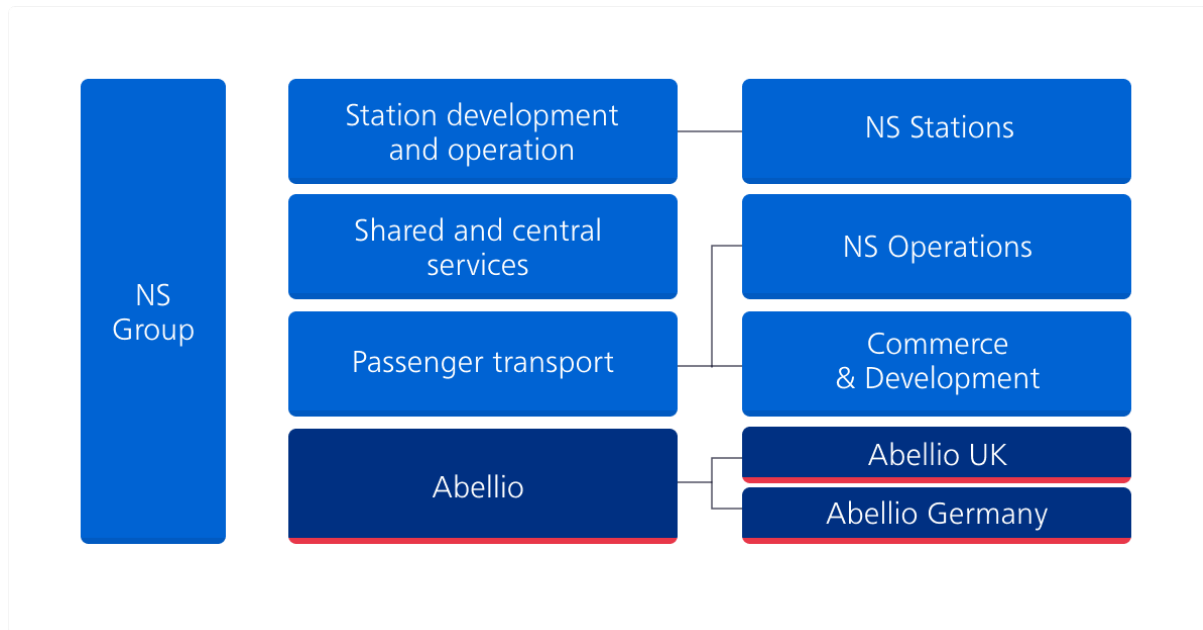 NS
Group
Station development
and operation
NS Stations
Shared and central
services
NS Operations
Passenger transport
Commerce
& Development
Abellio
Abellio UK
Abellio Germany